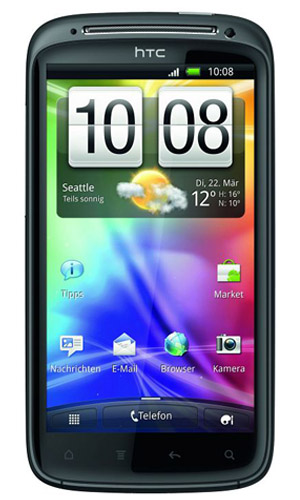 hTC
10:08
10 08
Seattle
Teils sonnig
Di, 22. Mär
12° H: 16°
N: 10°
Tipps
Market
Nachrichten E-Mail Browser Kamera
Telefon